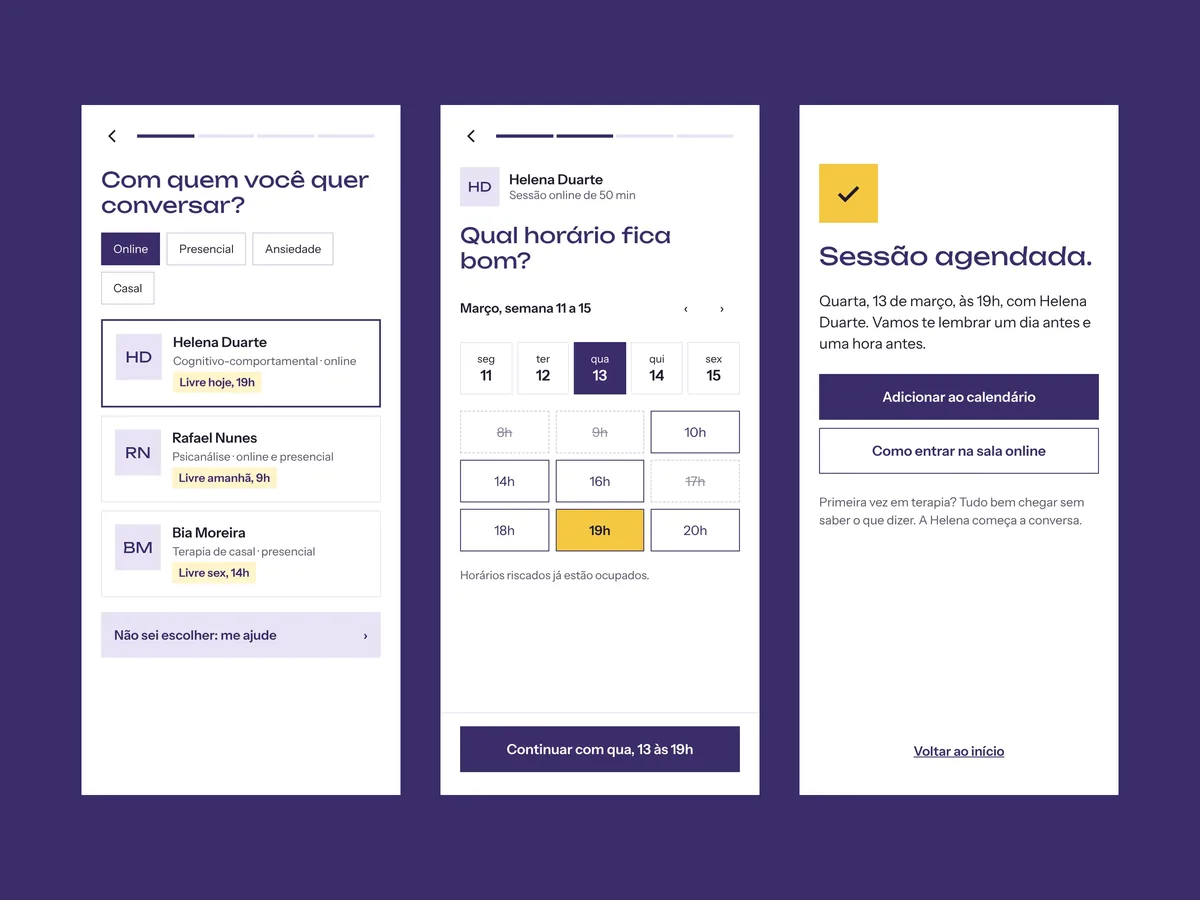 Com quem você quer
conversar?
Online
Presencial
Ansiedade
Casal
HD
Helena Duarte
Cognitivo-comportamental · online
Livre hoje, 19h
RN
Rafael Nunes
Psicanálise · online e presencial
Livre amanhã, 9h
BM
Bia Moreira
Terapia de casal · presencial
Livre sex, 14h
Não sei escolher: me ajude ›
HD
Helena Duarte
Sessão online de 50 min
Qual horário fica
bom?
Março, semana 11 a 15 ‹ ›
seg
11
ter
12
qua
13
qui
14
sex
15
8h
9h
10h
14h
16h
17h
18h
19h
20h
Horários riscados já estão ocupados.
Continuar com qua, 13 às 19h
Sessão agendada.
Quarta, 13 de março, às 19h, com Helena
Duarte. Vamos te lembrar um dia antes e
uma hora antes.
Adicionar ao calendário
Como entrar na sala online
Primeira vez em terapia? Tudo bem chegar sem
saber o que dizer. A Helena começa a conversa.
Voltar ao início